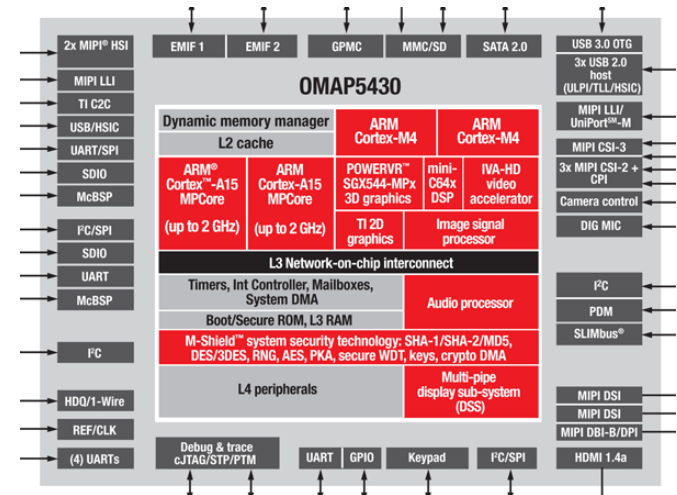 2x MIPI® HSI
EMIF 1
EMIF 2
GPMC
MMC/SD
SATA 2.0
USB 3.0 OTG
3x USB 2.0
host
(ULPI/TLL/HSIC)
MIPI LLI
TI C2C
USB/HSIC
UART/SPI
SDIO
McBSP
I²C/SPI
SDIO
UART
McBSP
I²C
HDQ/1-Wire
REF/CLK
(4) UARTs
OMAP5430
Dynamic memory manager
L2 cache
ARM
Cortex-M4
ARM
Cortex-M4
ARM®
Cortex™-A15
MPCore
(up to 2 GHz)
ARM
Cortex-A15
MPCore
(up to 2 GHz)
POWERVR™
SGX544-MPx
3D graphics
mini-
C64x
DSP
IVA-HD
video
accelerator
TI 2D
graphics
Image signal
processor
L3 Network-on-chip interconnect
Timers, Int Controller, Mailboxes,
System DMA
Boot/Secure ROM, L3 RAM
Audio processor
M-Shield™ system security technology: SHA-1/SHA-2/MD5,
DES/3DES, RNG, AES, PKA, secure WDT, keys, crypto DMA
L4 peripherals
Multi-pipe
display sub-system
(DSS)
MIPI LLI/
UniPort℠-M
MIPI CSI-3
3x MIPI CSI-2 +
CPI
Camera control
DIG MIC
I²C
PDM
SLIMbus®
MIPI DSI
MIPI DSI
MIPI DBI-B/DPI
HDMI 1.4a
Debug & trace
cJTAG/STP/PTM
UART
GPIO
Keypad
I²C/SPI